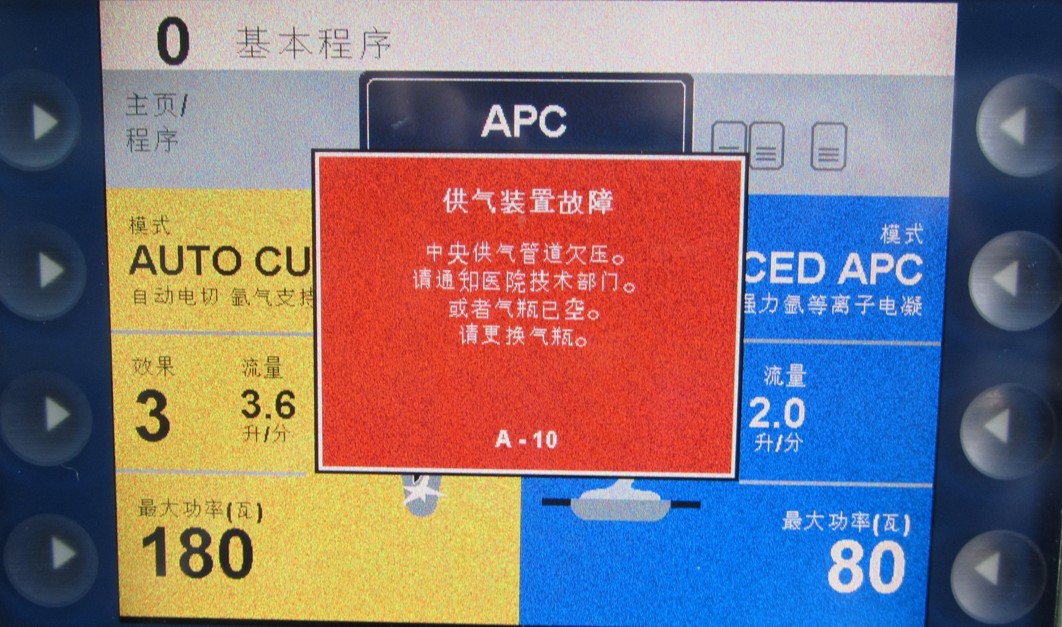 0 基本程序
主页/
程序
APC
供气装置故障
中央供气管道欠压。
请通知医院技术部门。
或者气瓶已空。
请更换气瓶。
A - 10
模式
AUTO CU
自动电切 氩气支持
效果 流量
3 3.6
升/分
最大功率(瓦)
180
模式
CED APC
强力氩等离子电凝
流量
2.0
升/分
最大功率(瓦)
80